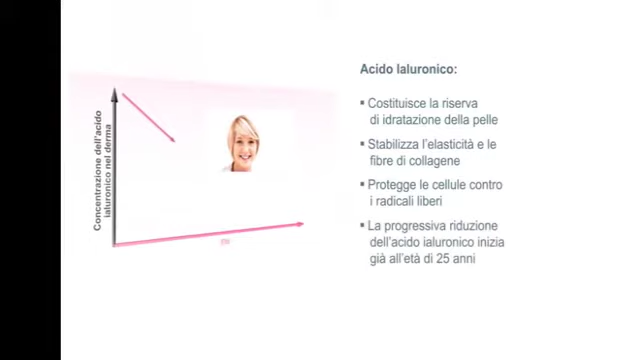 Acido Ialuronico:
▪ Costituisce la riserva
di idratazione della pelle
▪ Stabilizza l'elasticità e le
fibre di collagene
▪ Protegge le cellule contro
i radicali liberi
▪ La progressiva riduzione
dell'acido ialuronico inizia
già all'età di 25 anni
Concentrazione dell'acido
ialuronico nel derma